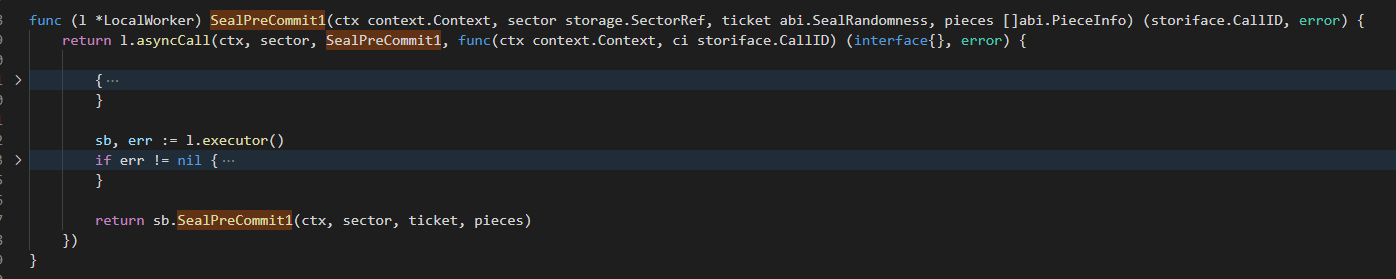 func (l *LocalWorker) SealPreCommit1(ctx context.Context, sector storage.SectorRef, ticket abi.SealRandomness, pieces []abi.PieceInfo) (storiface.CallID, error) {
return l.asyncCall(ctx, sector, SealPreCommit1, func(ctx context.Context, ci storiface.CallID) (interface{}, error) {
{ ···
}
sb, err := l.executor()
if err != nil { ···
}
return sb.SealPreCommit1(ctx, sector, ticket, pieces)
})
}